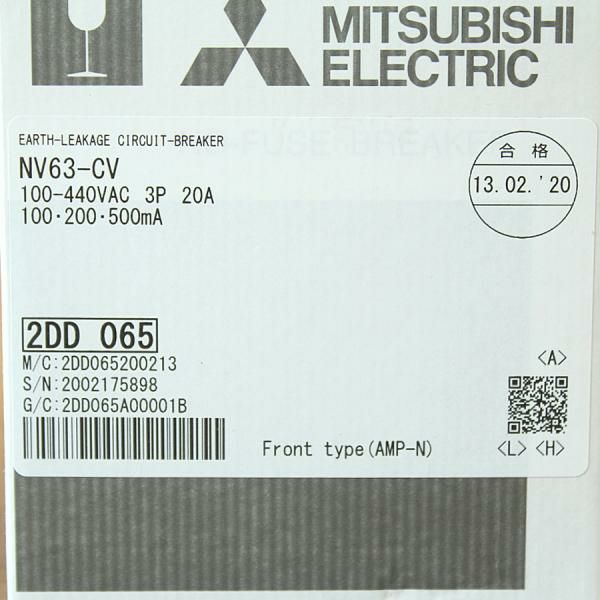 MITSUBISHI
ELECTRIC
EARTH-LEAKAGE CIRCUIT-BREAKER
NV63-CV
100-440VAC 3P 20A
100·200·500mA
合格
13.02.'20
2DD 065
M/C:2DD065200213
S/N:2002175898
G/C:2DD065A00001B
Front type(AMP-N)
<A>
<L> <H>